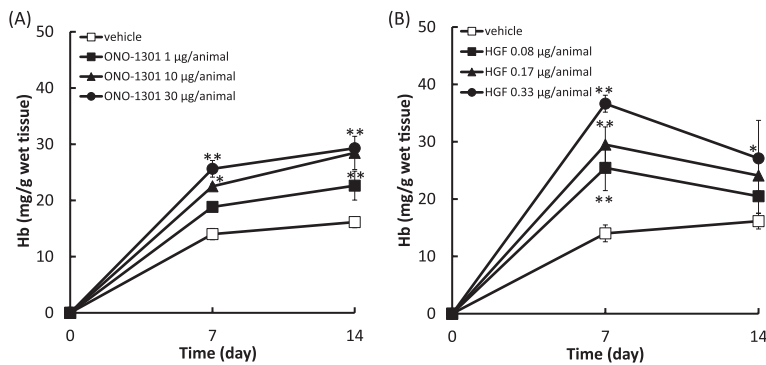 (A)
50
40
30
20
10
0
Hb (mg/g wet tissue)
vehicle
ONO-1301 1 μg/animal
ONO-1301 10 μg/animal
ONO-1301 30 μg/animal
**
*
**
**
0 7 14
Time (day)
(B)
50
40
30
20
10
0
Hb (mg/g wet tissue)
vehicle
HGF 0.08 μg/animal
HGF 0.17 μg/animal
HGF 0.33 μg/animal
**
**
**
*
0 7 14
Time (day)